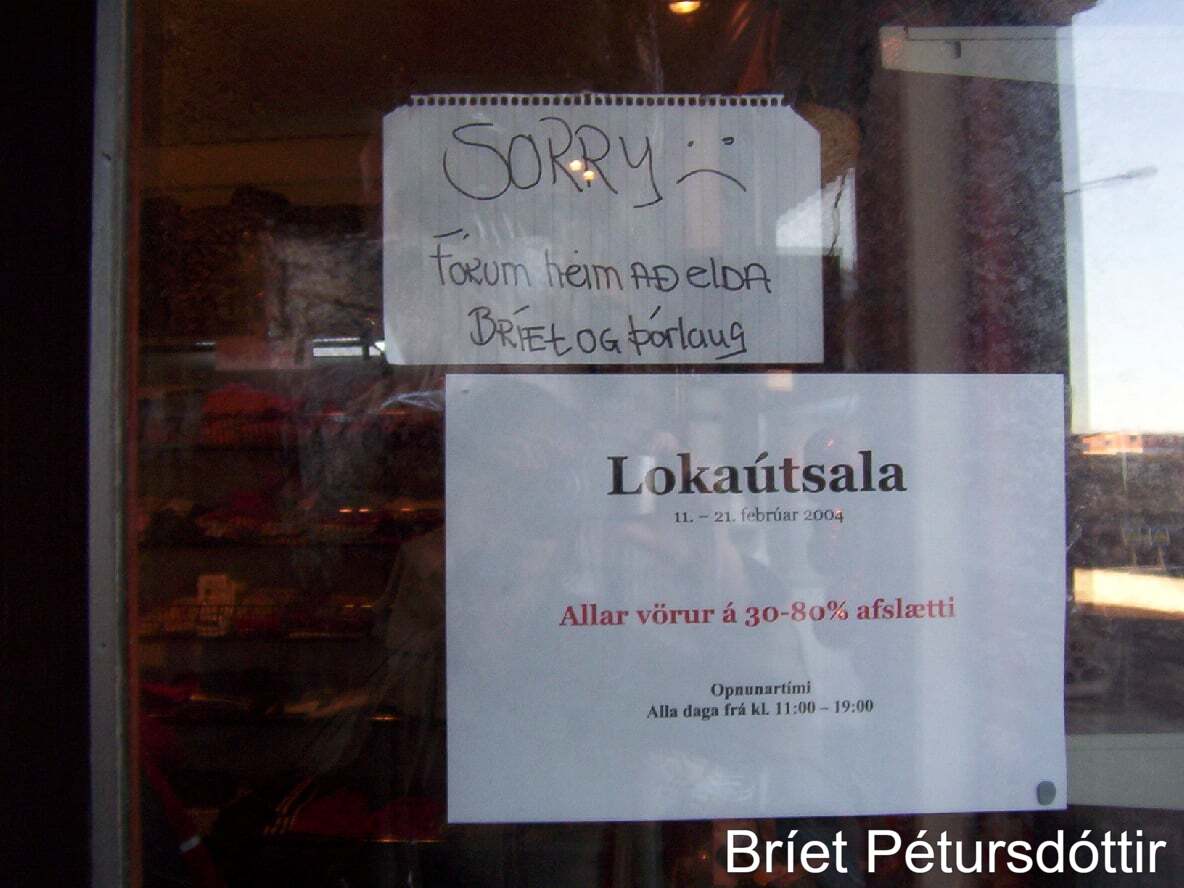 SORRY :(
Fórum heim AÐ elDA
BRÍEt OG Þórlaug
Lokaútsala
11. – 21. febrúar 2004
Allar vörur á 30-80% afslætti
Opnunartími
Alla daga frá kl. 11:00 – 19:00
Bríet Pétursdóttir